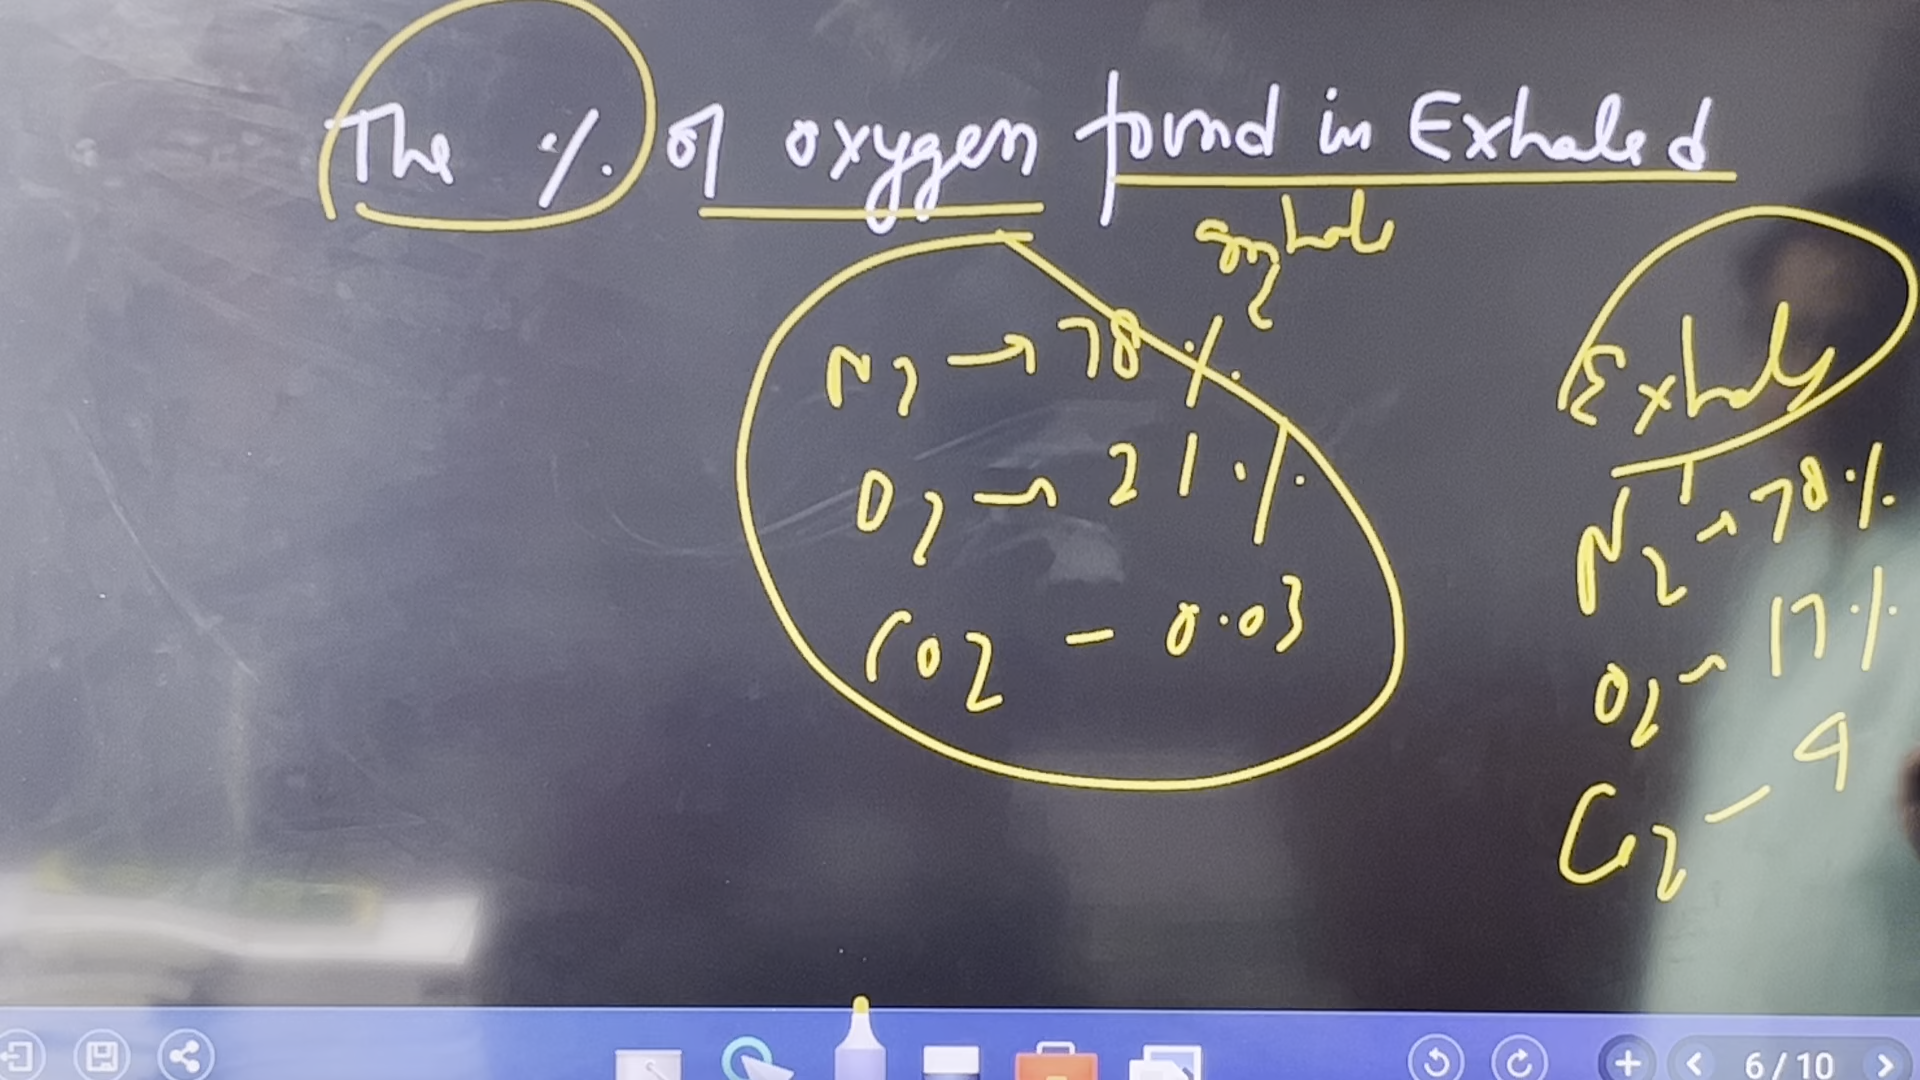 The % of oxygen found in Exhaled
N2 → 78 %.
O2 → 21 %.
CO2 - 0.03
Exhale
N2 → 78 %.
O2 → 17 %.
CO2 - 4
6 / 10